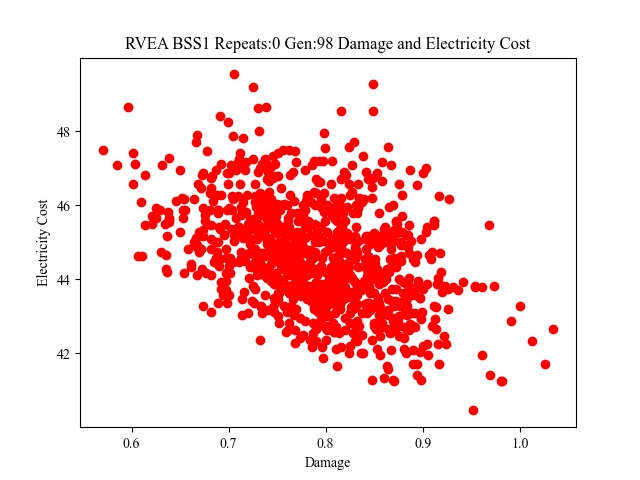 RVEA BSS1 Repeats:0 Gen:98 Damage and Electricity Cost
48
46
44
42
Electricity Cost
0.6 0.7 0.8 0.9 1.0
Damage